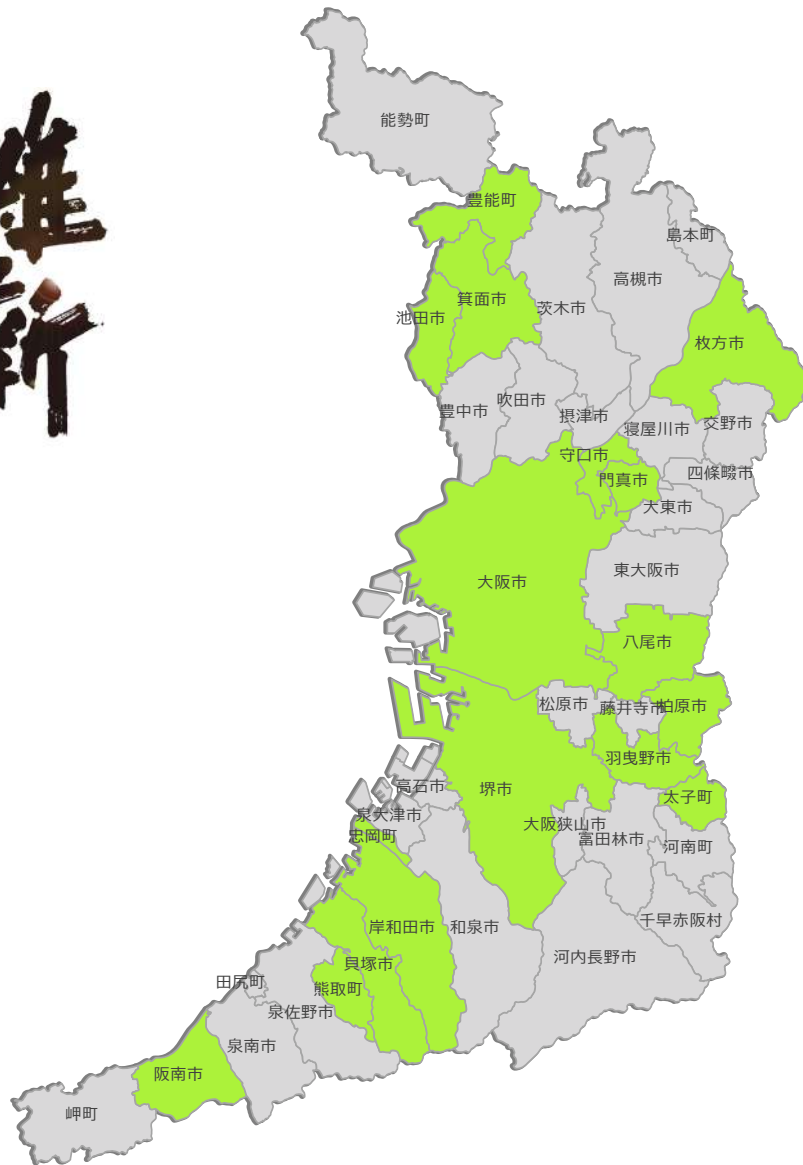 維新
能勢町
豊能町
島本町
高槻市
箕面市
茨木市
池田市
枚方市
吹田市
豊中市
摂津市
交野市
寝屋川市
守口市
四條畷市
門真市
大東市
東大阪市
大阪市
八尾市
松原市
藤井寺市
柏原市
羽曳野市
高石市
堺市
太子町
泉大津市
大阪狭山市
忠岡町
富田林市
河南町
千早赤阪村
岸和田市
和泉市
河内長野市
貝塚市
田尻町
熊取町
泉佐野市
泉南市
阪南市
岬町